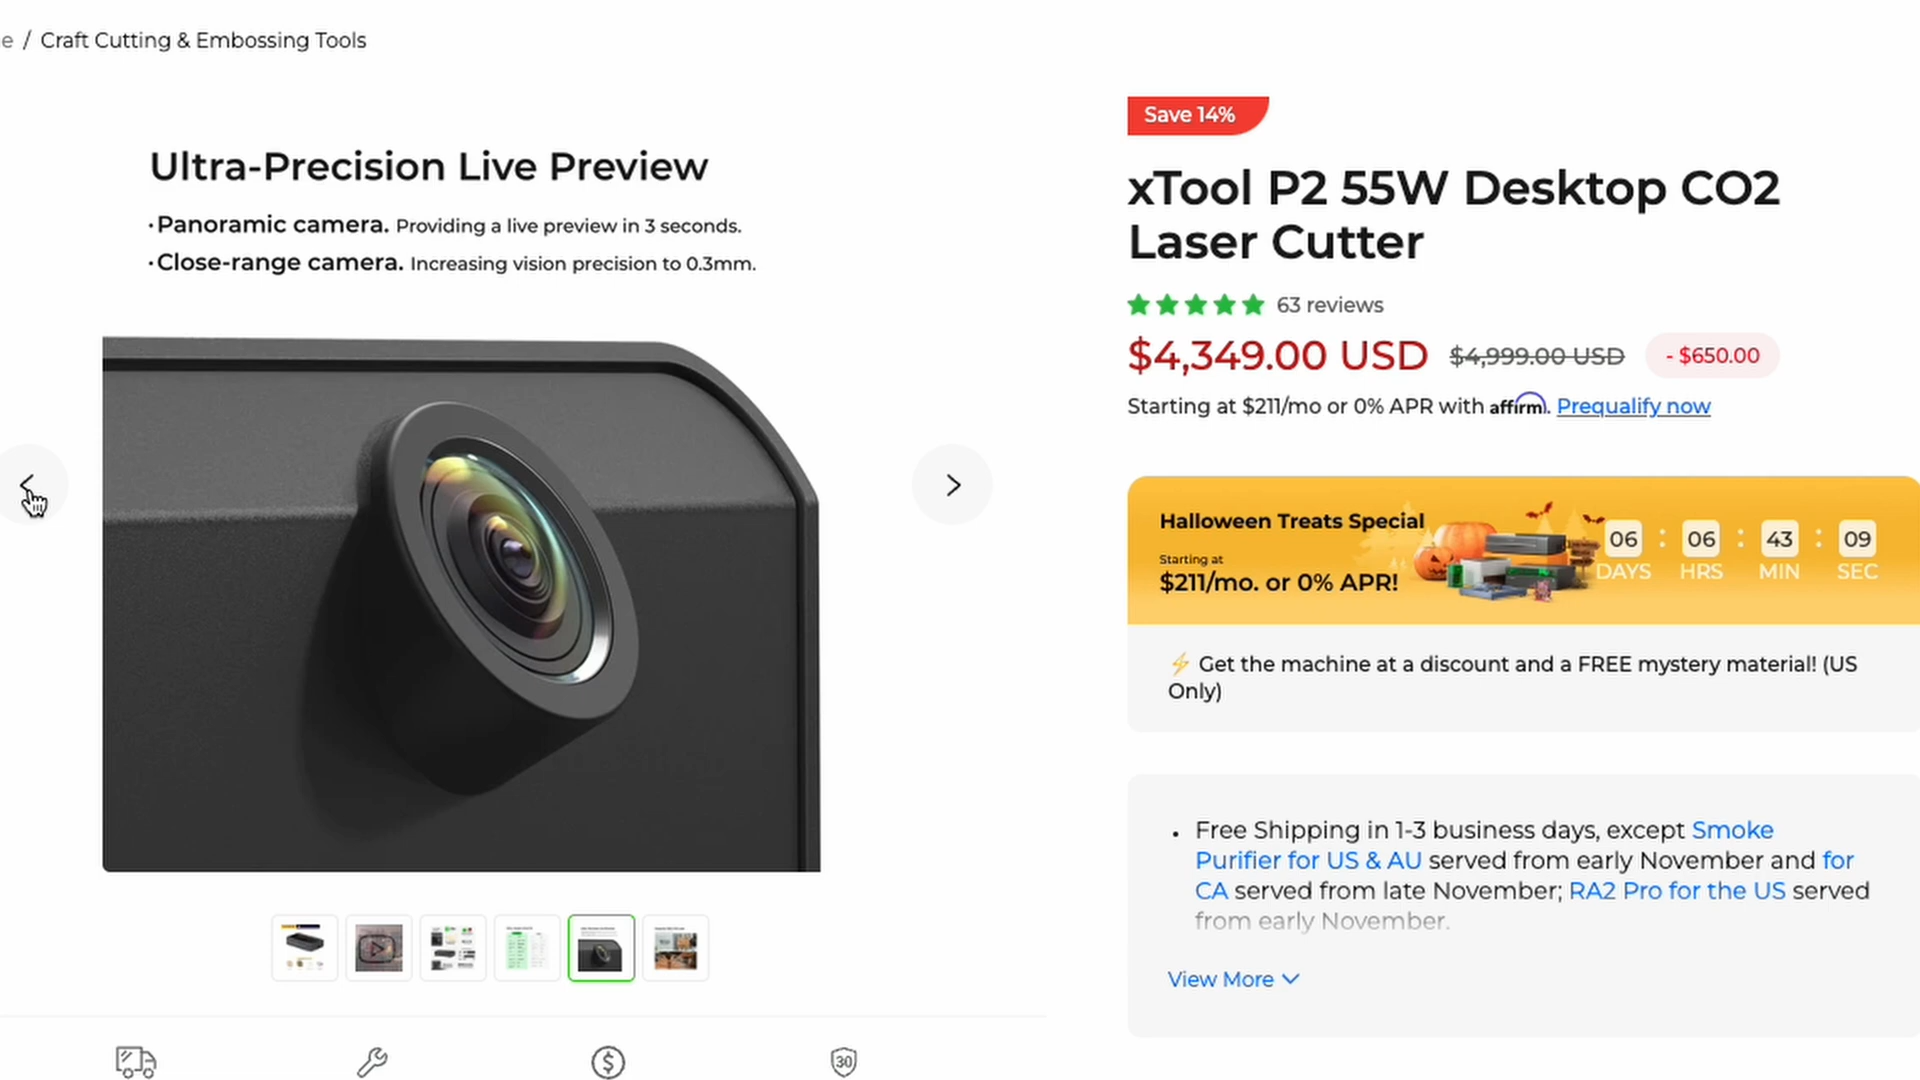 e / Craft Cutting & Embossing Tools
Ultra-Precision Live Preview
·Panoramic camera. Providing a live preview in 3 seconds.
·Close-range camera. Increasing vision precision to 0.3mm.
Save 14%
xTool P2 55W Desktop CO2
Laser Cutter
63 reviews
$4,349.00 USD $4,999.00 USD - $650.00
Starting at $211/mo or 0% APR with affirm. Prequalify now
Halloween Treats Special
Starting at
$211/mo. or 0% APR!
06 : 06 : 43 : 09
DAYS HRS MIN SEC
⚡ Get the machine at a discount and a FREE mystery material! (US
Only)
• Free Shipping in 1-3 business days, except Smoke
Purifier for US & AU served from early November and for
CA served from late November; RA2 Pro for the US served
from early November.
View More
30